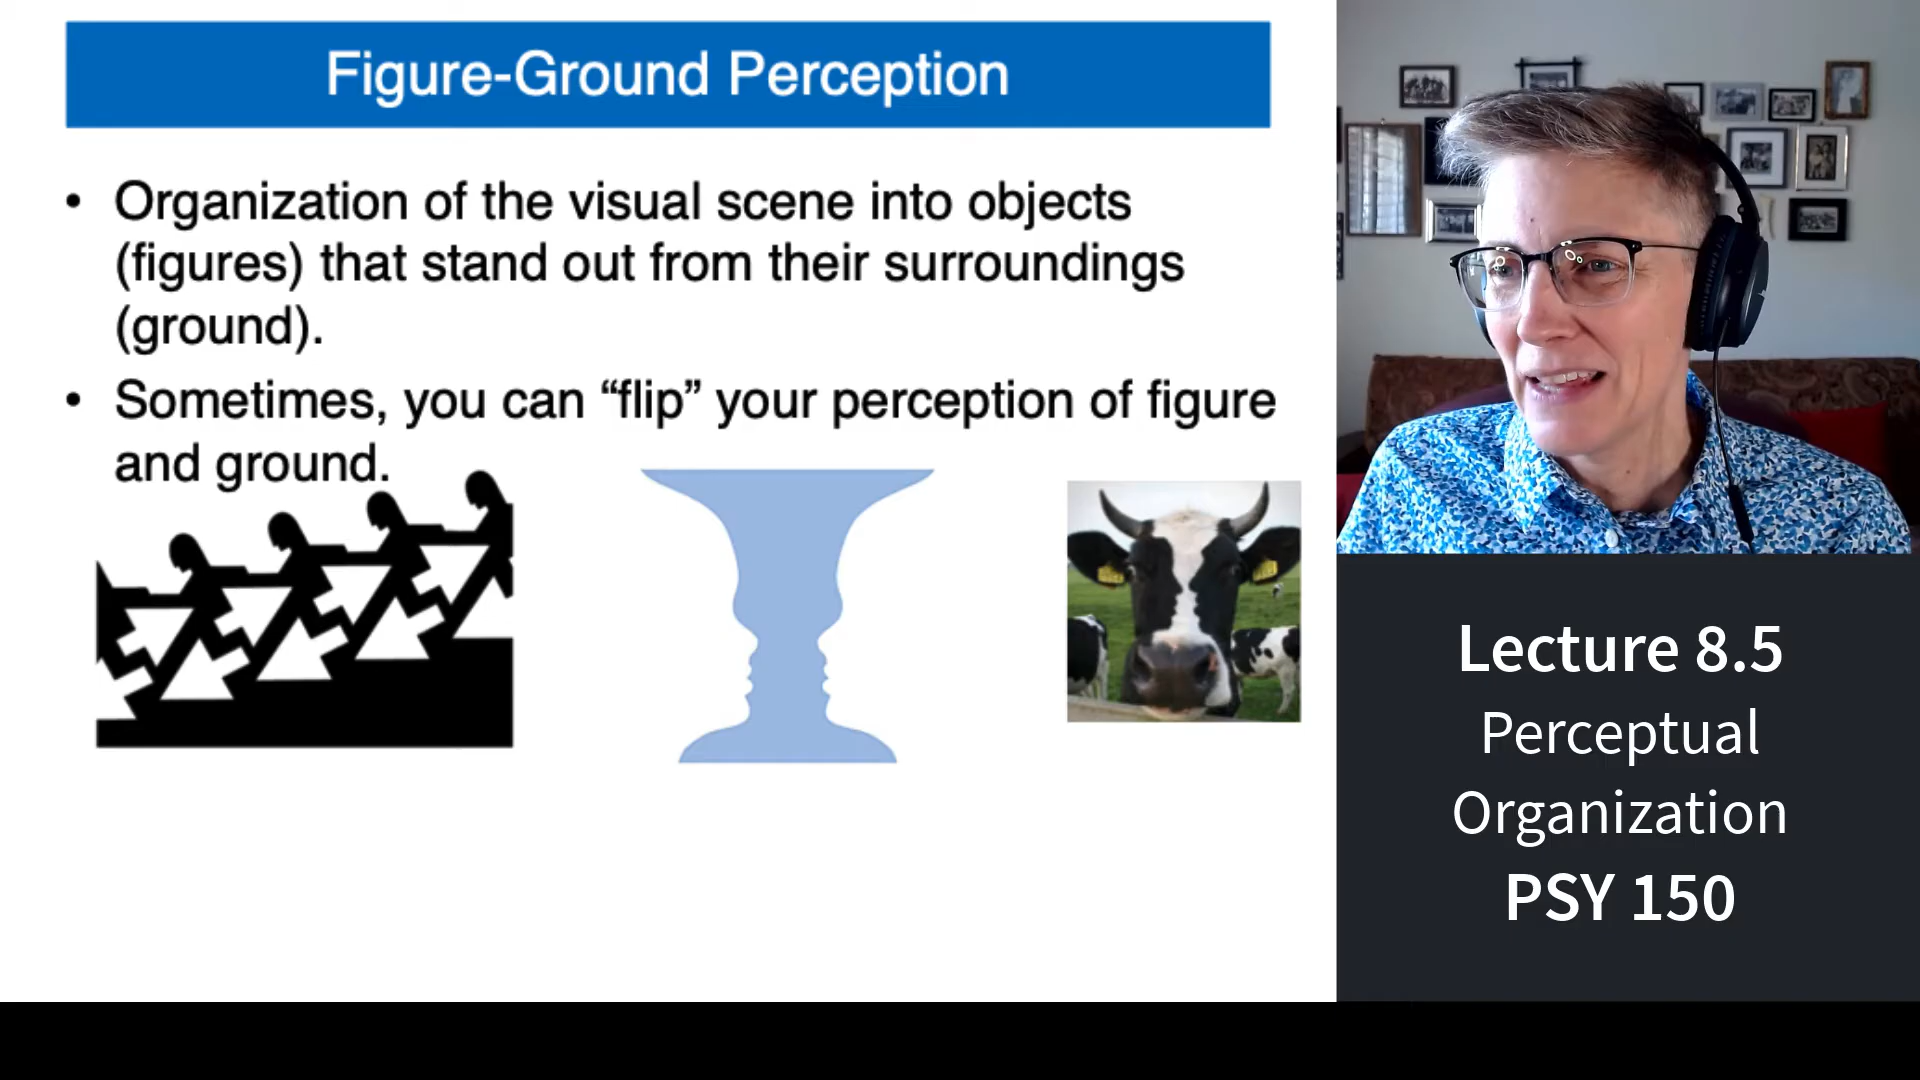 Figure-Ground Perception
• Organization of the visual scene into objects
(figures) that stand out from their surroundings
(ground).
• Sometimes, you can “flip” your perception of figure
and ground.
Lecture 8.5
Perceptual
Organization
PSY 150